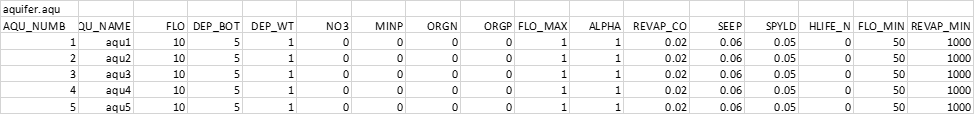 aquifer.aqu
AQU_NUMB QU_NAME FLO DEP_BOT DEP_WT NO3 MINP ORGN ORGP FLO_MAX ALPHA REVAP_CO SEEP SPYLD HLIFE_N FLO_MIN REVAP_MIN
1 aqu1 10 5 1 0 0 0 0 1 1 0.02 0.06 0.05 0 50 1000
2 aqu2 10 5 1 0 0 0 0 1 1 0.02 0.06 0.05 0 50 1000
3 aqu3 10 5 1 0 0 0 0 1 1 0.02 0.06 0.05 0 50 1000
4 aqu4 10 5 1 0 0 0 0 1 1 0.02 0.06 0.05 0 50 1000
5 aqu5 10 5 1 0 0 0 0 1 1 0.02 0.06 0.05 0 50 1000